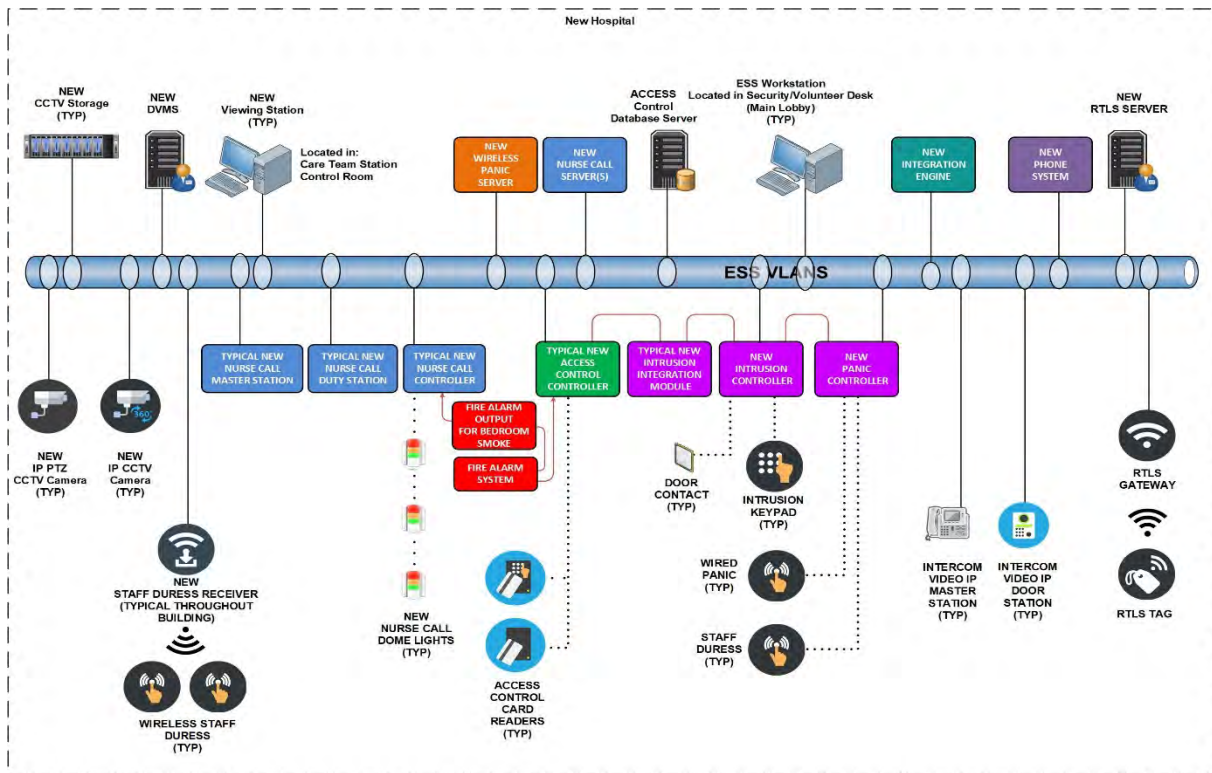 New Hospital
NEW
CCTV Storage
(TYP)
NEW
DVMS
NEW
Viewing Station
(TYP)
Located in:
Care Team Station
Control Room
NEW
WIRELESS
PANIC
SERVER
NEW
NURSE CALL
SERVER(S)
ACCESS
Control
Database Server
ESS Workstation
Located in Security/Volunteer Desk
(Main Lobby)
(TYP)
NEW
INTEGRATION
ENGINE
NEW
PHONE
SYSTEM
NEW
RTLS SERVER
ESS VLANS
TYPICAL NEW
NURSE CALL
MASTER STATION
TYPICAL NEW
NURSE CALL
DUTY STATION
TYPICAL NEW
NURSE CALL
CONTROLLER
TYPICAL NEW
ACCESS
CONTROL
CONTROLLER
TYPICAL NEW
INTRUSION
INTEGRATION
MODULE
NEW
INTRUSION
CONTROLLER
NEW
PANIC
CONTROLLER
FIRE ALARM
OUTPUT
FOR BEDROOM
SMOKE
FIRE ALARM
SYSTEM
NEW
IP PTZ
CCTV Camera
(TYP)
360°
NEW
IP CCTV
Camera
(TYP)
DOOR
CONTACT
(TYP)
INTRUSION
KEYPAD
(TYP)
RTLS
GATEWAY
NEW
STAFF DURESS RECEIVER
(TYPICAL THROUGHOUT
BUILDING)
WIRELESS STAFF
DURESS
(TYP)
NEW
NURSE CALL
DOME LIGHTS
(TYP)
ACCESS
CONTROL
CARD
READERS
(TYP)
WIRED
PANIC
(TYP)
STAFF
DURESS
(TYP)
INTERCOM
VIDEO IP
MASTER
STATION
(TYP)
INTERCOM
VIDEO IP
DOOR
STATION
(TYP)
RTLS TAG